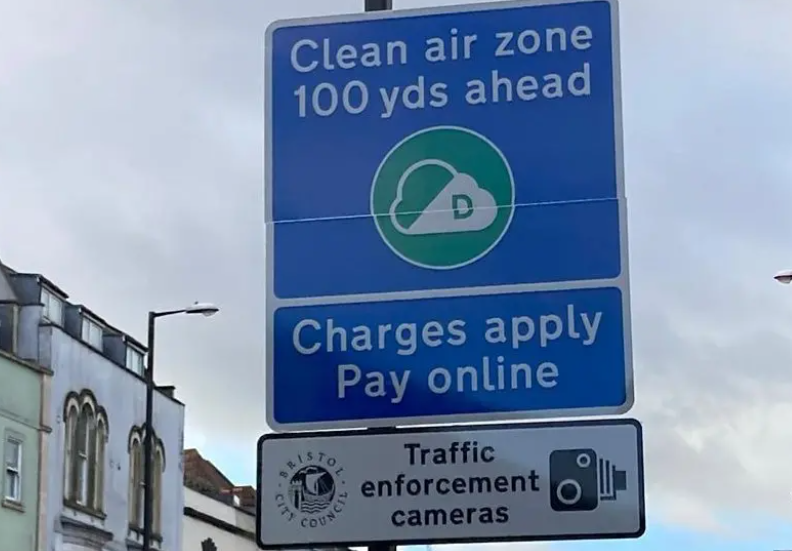 Clean air zone
100 yds ahead
D
Charges apply
Pay online
BRISTOL
CITY COUNCIL
Traffic
enforcement
cameras